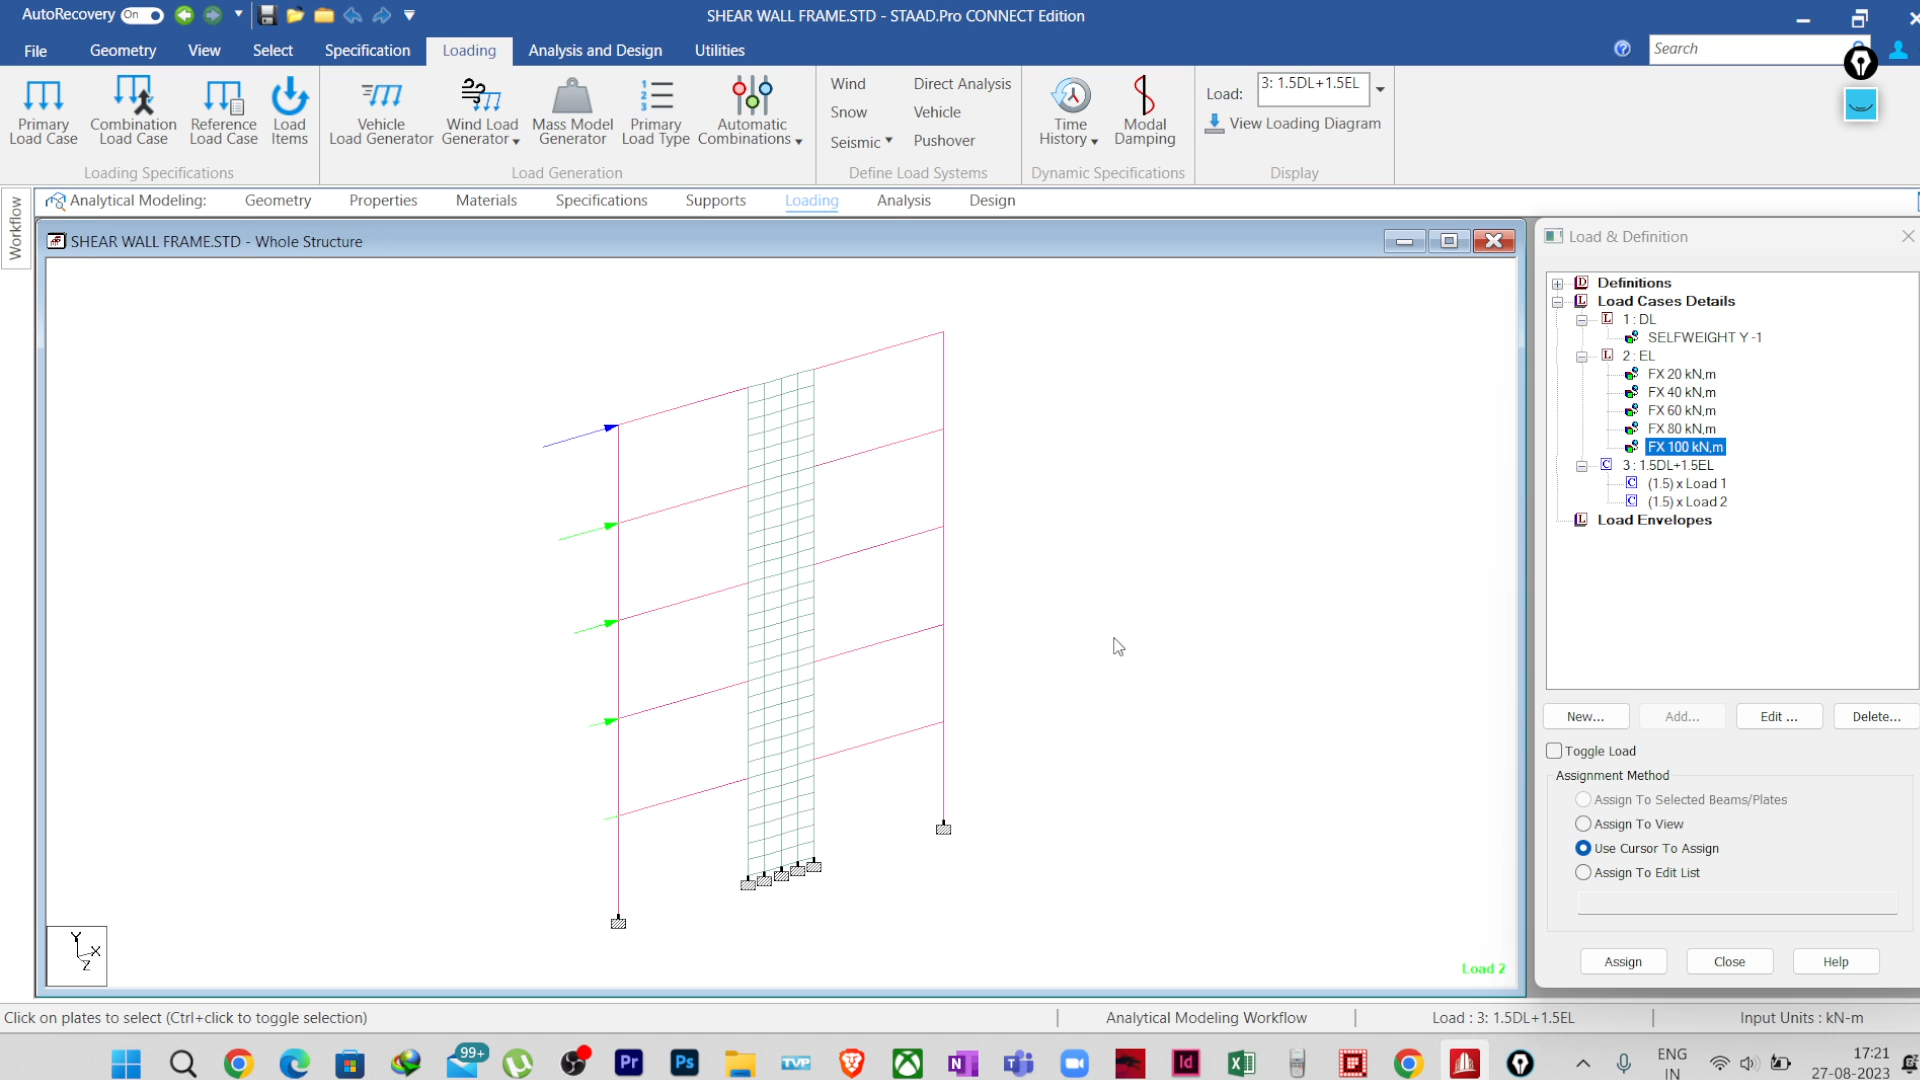 AutoRecovery On
SHEAR WALL FRAME.STD - STAAD.Pro CONNECT Edition
File Geometry View Select Specification Loading Analysis and Design Utilities
Search
Primary Load Case
Combination Load Case
Reference Load Case
Load Items
Loading Specifications
Vehicle Load Generator
Wind Load Generator
Mass Model Generator
Primary Load Type
Automatic Combinations
Load Generation
Wind Direct Analysis
Snow Vehicle
Seismic Pushover
Define Load Systems
Time History
Modal Damping
Dynamic Specifications
Load: 3: 1.5DL+1.5EL
View Loading Diagram
Display
Workflow
Analytical Modeling: Geometry Properties Materials Specifications Supports Loading Analysis Design
SHEAR WALL FRAME.STD - Whole Structure
Y
X
Z
Load 2
Load & Definition
D Definitions
L Load Cases Details
L 1 : DL
SELFWEIGHT Y -1
L 2 : EL
FX 20 kN,m
FX 40 kN,m
FX 60 kN,m
FX 80 kN,m
FX 100 kN,m
C 3 : 1.5DL+1.5EL
C (1.5) x Load 1
C (1.5) x Load 2
L Load Envelopes
New... Add... Edit ... Delete...
Toggle Load
Assignment Method
Assign To Selected Beams/Plates
Assign To View
Use Cursor To Assign
Assign To Edit List
Assign Close Help
Click on plates to select (Ctrl+click to toggle selection)
Analytical Modeling Workflow
Load : 3: 1.5DL+1.5EL
Input Units : kN-m
99+
Pr
Ps
TVP
N
Id
ENG
IN
17:21
27-08-2023